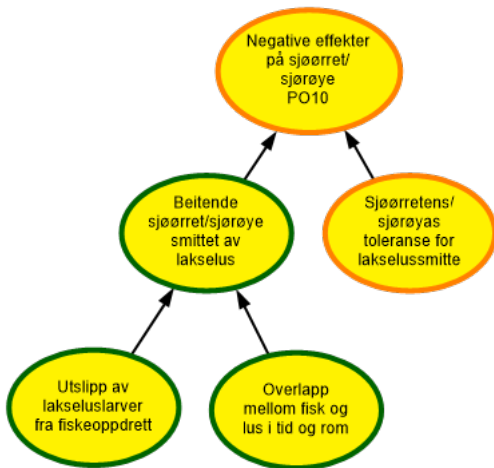 Negative effekter
på sjøørret/
sjørøye
PO10
Beitende
sjøørret/sjørøye
smittet av
lakselus
Sjøørretens/
sjørøyas
toleranse for
lakselussmitte
Utslipp av
lakseluslarver
fra fiskeoppdrett
Overlapp
mellom fisk og
lus i tid og rom